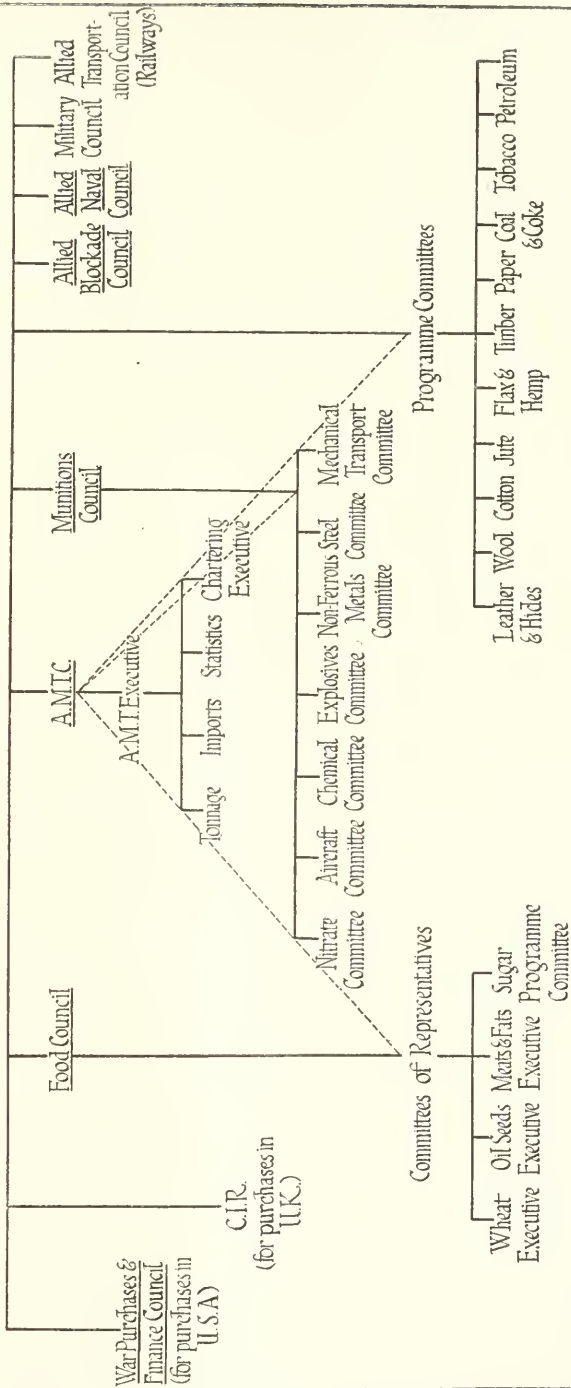 War Purchases &
Finance Council
(for purchases in
U.S.A)
C.I.R.
(for purchases in
U.K.)
Food Council
A.M.T.C.
Munitions
Council
Allied
Blockade
Council
Allied
Naval
Council
Military
Council
Allied
Transport-
ation Council
(Railways)
A.M.T. Executive
Tonnage
Imports
Statistics
Chartering
Executive
Nitrate
Committee
Aircraft
Committee
Chemical
Committee
Explosives
Committee
Non-Ferrous
Metals
Committee
Steel
Committee
Mechanical
Transport
Committee
Committees of Representatives
Wheat
Executive
Oil Seeds
Executive
Meats & Fats
Executive
Sugar
Programme
Committee
Programme Committees
Leather
& Hides
Wool
Cotton
Jute
Flax &
Hemp
Timber
Paper
Coal
& Coke
Tobacco
Petroleum